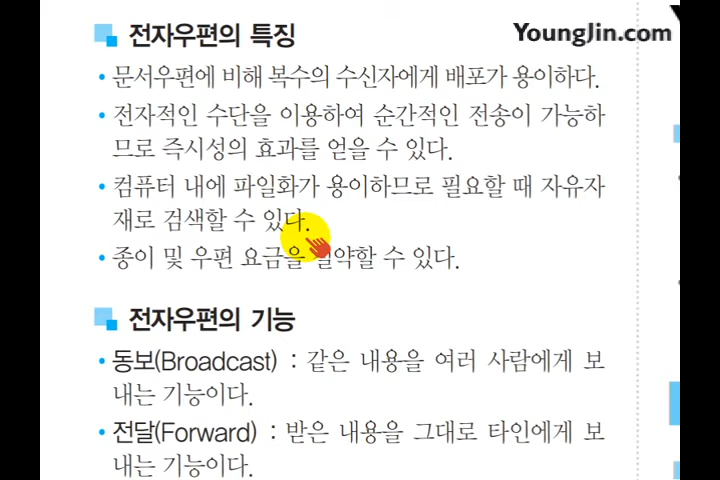 YoungJin.com
전자우편의 특징
• 문서우편에 비해 복수의 수신자에게 배포가 용이하다.
• 전자적인 수단을 이용하여 순간적인 전송이 가능하
므로 즉시성의 효과를 얻을 수 있다.
• 컴퓨터 내에 파일화가 용이하므로 필요할 때 자유자
재로 검색할 수 있다.
• 종이 및 우편 요금을 절약할 수 있다.
전자우편의 기능
• 동보(Broadcast) : 같은 내용을 여러 사람에게 보
내는 기능이다.
• 전달(Forward) : 받은 내용을 그대로 타인에게 보
내는 기능이다.